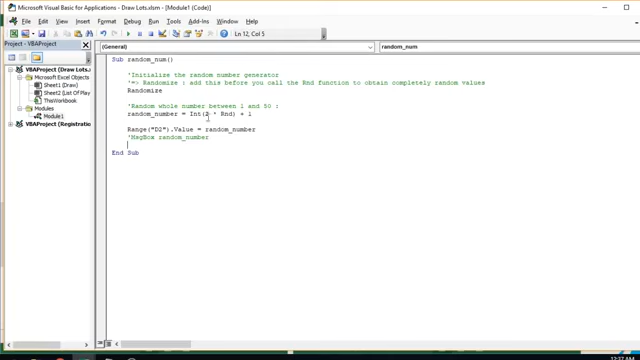 Microsoft Visual Basic for Applications - Draw Lots.xlsm - [Module1 (Code)]
File Edit View Insert Format Debug Run Tools Add-Ins Window Help
Ln 12, Col 5
Project - VBAProject
(General)
random_num
VBAProject (Draw Lots.
Microsoft Excel Objects
Sheet1 (Draw)
Sheet2 (List Of Play
ThisWorkbook
Modules
Module1
VBAProject (Registration
Sub random_num()
'Initialize the random number generator
'=> Randomize : add this before you call the Rnd function to obtain completely random values
Randomize
'Random whole number between 1 and 50 :
random_number = Int(2 * Rnd) + 1
Range("D2").Value = random_number
'MsgBox random_number
End Sub